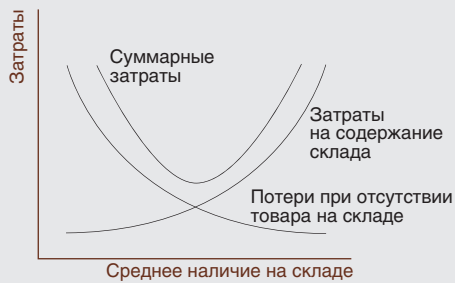 Затраты
Суммарные
затраты
Затраты
на содержание
склада
Потери при отсутствии
товара на складе
Среднее наличие на складе